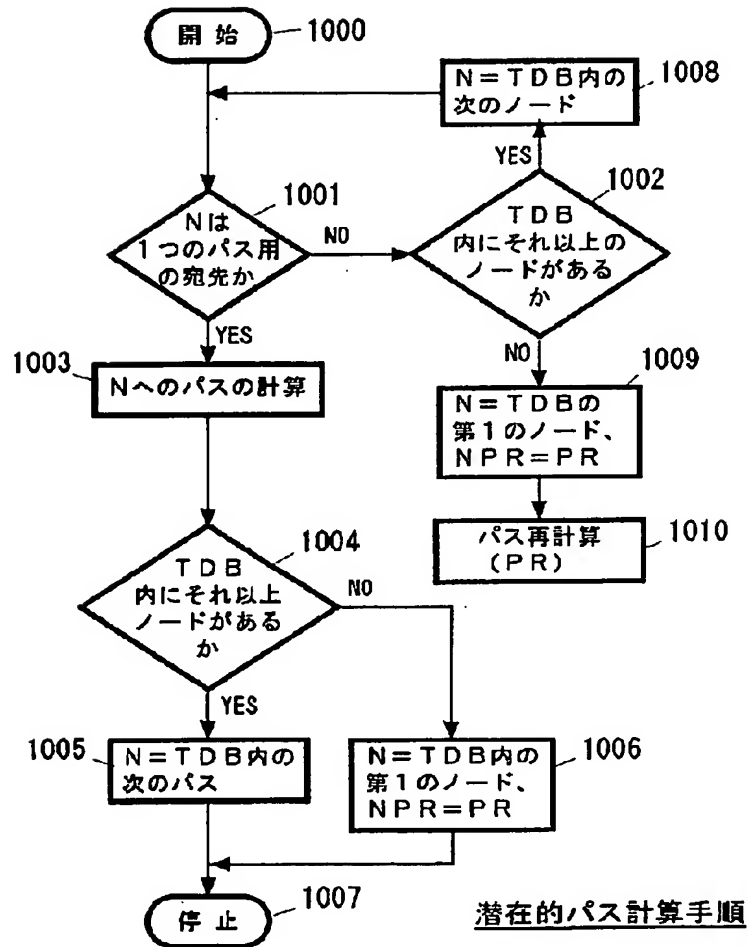 開始
1000
N＝TDB内の
次のノード
1008
YES
1001
Nは
1つのパス用
の宛先か
NO
1002
TDB
内にそれ以上の
ノードがある
か
YES
NO
1003
Nへのパスの計算
1009
N＝TDBの
第1のノード、
NPR＝PR
1010
パス再計算
(PR)
1004
TDB
内にそれ以上
ノードがある
か
NO
YES
1005
N＝TDB内の
次のパス
1006
N＝TDB内の
第1のノード、
NPR＝PR
停止
1007
潜在的パス計算手順